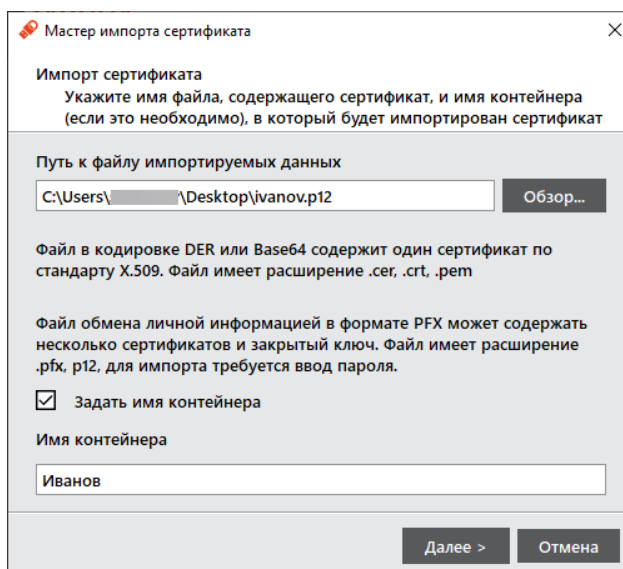 Мастер импорта сертификата
Импорт сертификата
Укажите имя файла, содержащего сертификат, и имя контейнера
(если это необходимо), в который будет импортирован сертификат
Путь к файлу импортируемых данных
C:\Users\ \Desktop\ivanov.p12
Обзор...
Файл в кодировке DER или Base64 содержит один сертификат по
стандарту X.509. Файл имеет расширение .cer, .crt, .pem
Файл обмена личной информацией в формате PFX может содержать
несколько сертификатов и закрытый ключ. Файл имеет расширение
.pfx, p12, для импорта требуется ввод пароля.
Задать имя контейнера
Имя контейнера
Иванов
Далее >
Отмена